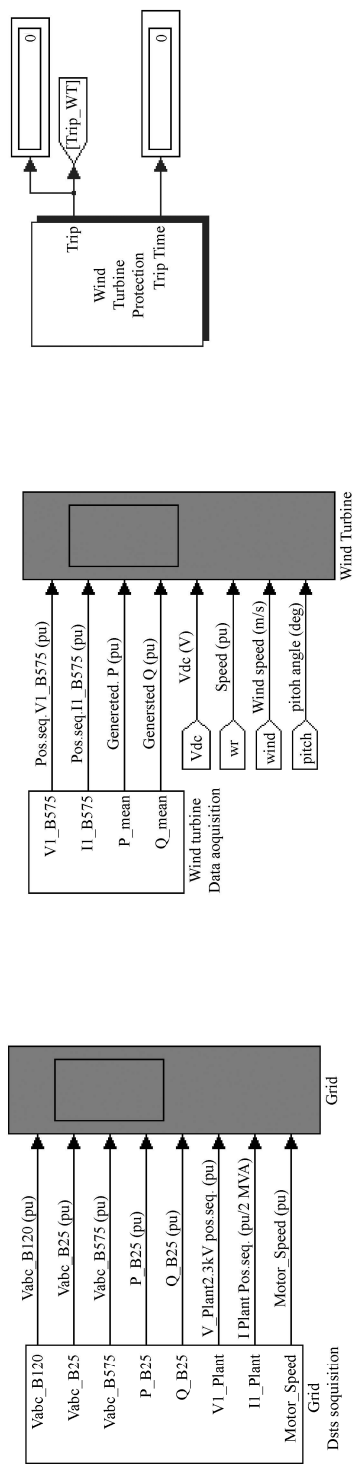 Vabc_B120
Vabc_B25
Vabc_B575
P_B25
Q_B25
V1_Plant
I1_Plant
Motor_Speed
Grid
Dsts aoquisition
Vabc_B120 (pu)
Vabc_B25 (pu)
Vabc_B575 (pu)
P_B25 (pu)
Q_B25 (pu)
V_Plant2.3kV pos.seq. (pu)
I Plant Pos.seq. (pu/2 MVA)
Motor_Speed (pu)
Grid
V1_B575
I1_B575
P_mean
Q_mean
Wind turbine
Data aoquisition
Pos.seq.V1_B575 (pu)
Pos.seq.I1_B575 (pu)
Genereted. P (pu)
Genersted Q (pu)
Vdc
Vdc (V)
wr
Speed (pu)
wind
Wind speed (m/s)
pitch
pitoh angle (deg)
Wind Turbine
Wind
Turbine
Protection
Trip
Trip Time
0
[Trip_WT]
0